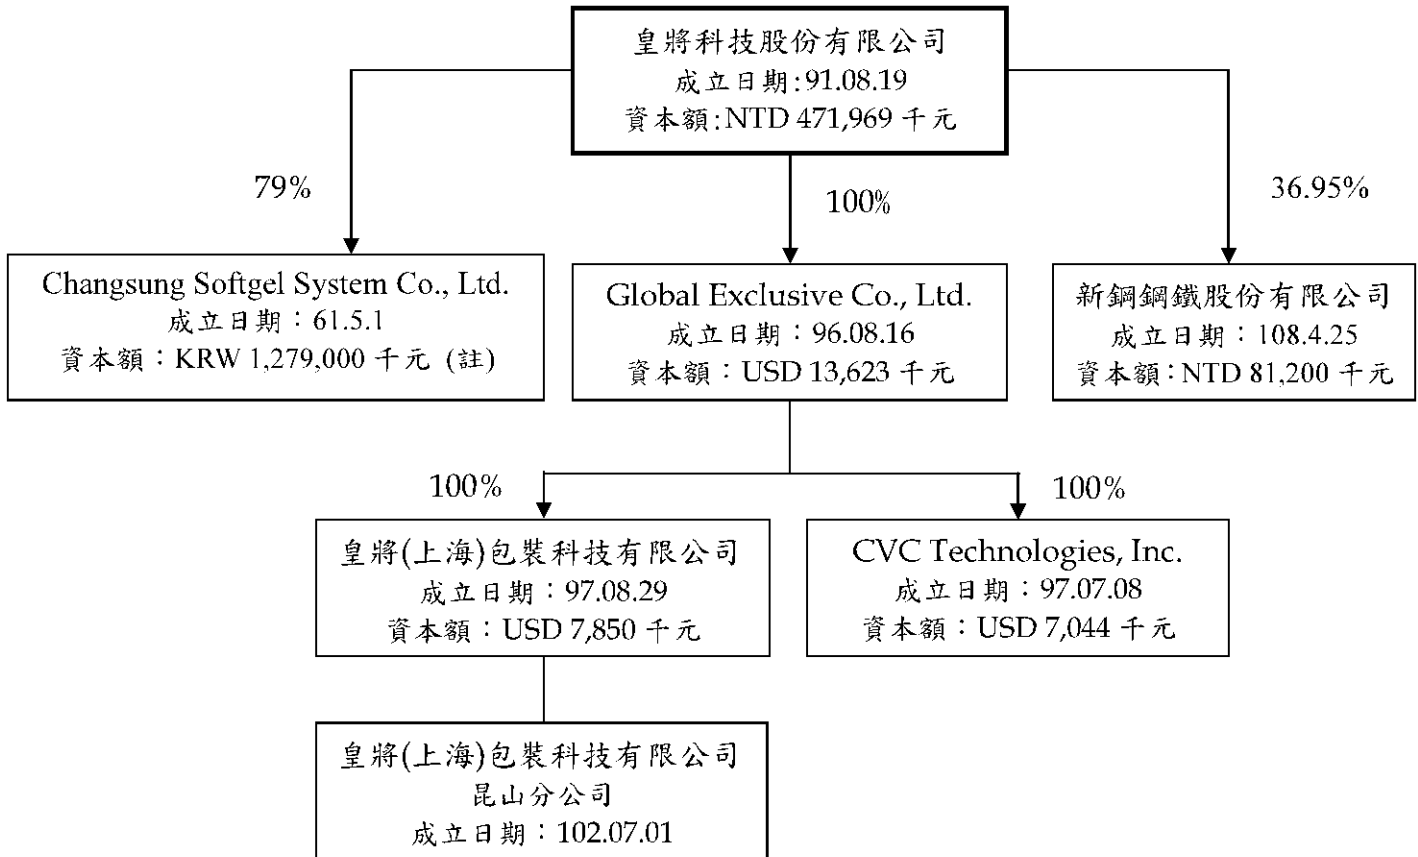 皇將科技股份有限公司
成立日期:91.08.19
資本額:NTD 471,969 千元
79%
100%
36.95%
Changsung Softgel System Co., Ltd.
成立日期：61.5.1
資本額：KRW 1,279,000 千元 (註)
Global Exclusive Co., Ltd.
成立日期：96.08.16
資本額：USD 13,623 千元
新鋼鋼鐵股份有限公司
成立日期：108.4.25
資本額：NTD 81,200 千元
100%
100%
皇將(上海)包裝科技有限公司
成立日期：97.08.29
資本額：USD 7,850 千元
CVC Technologies, Inc.
成立日期：97.07.08
資本額：USD 7,044 千元
皇將(上海)包裝科技有限公司
昆山分公司
成立日期：102.07.01